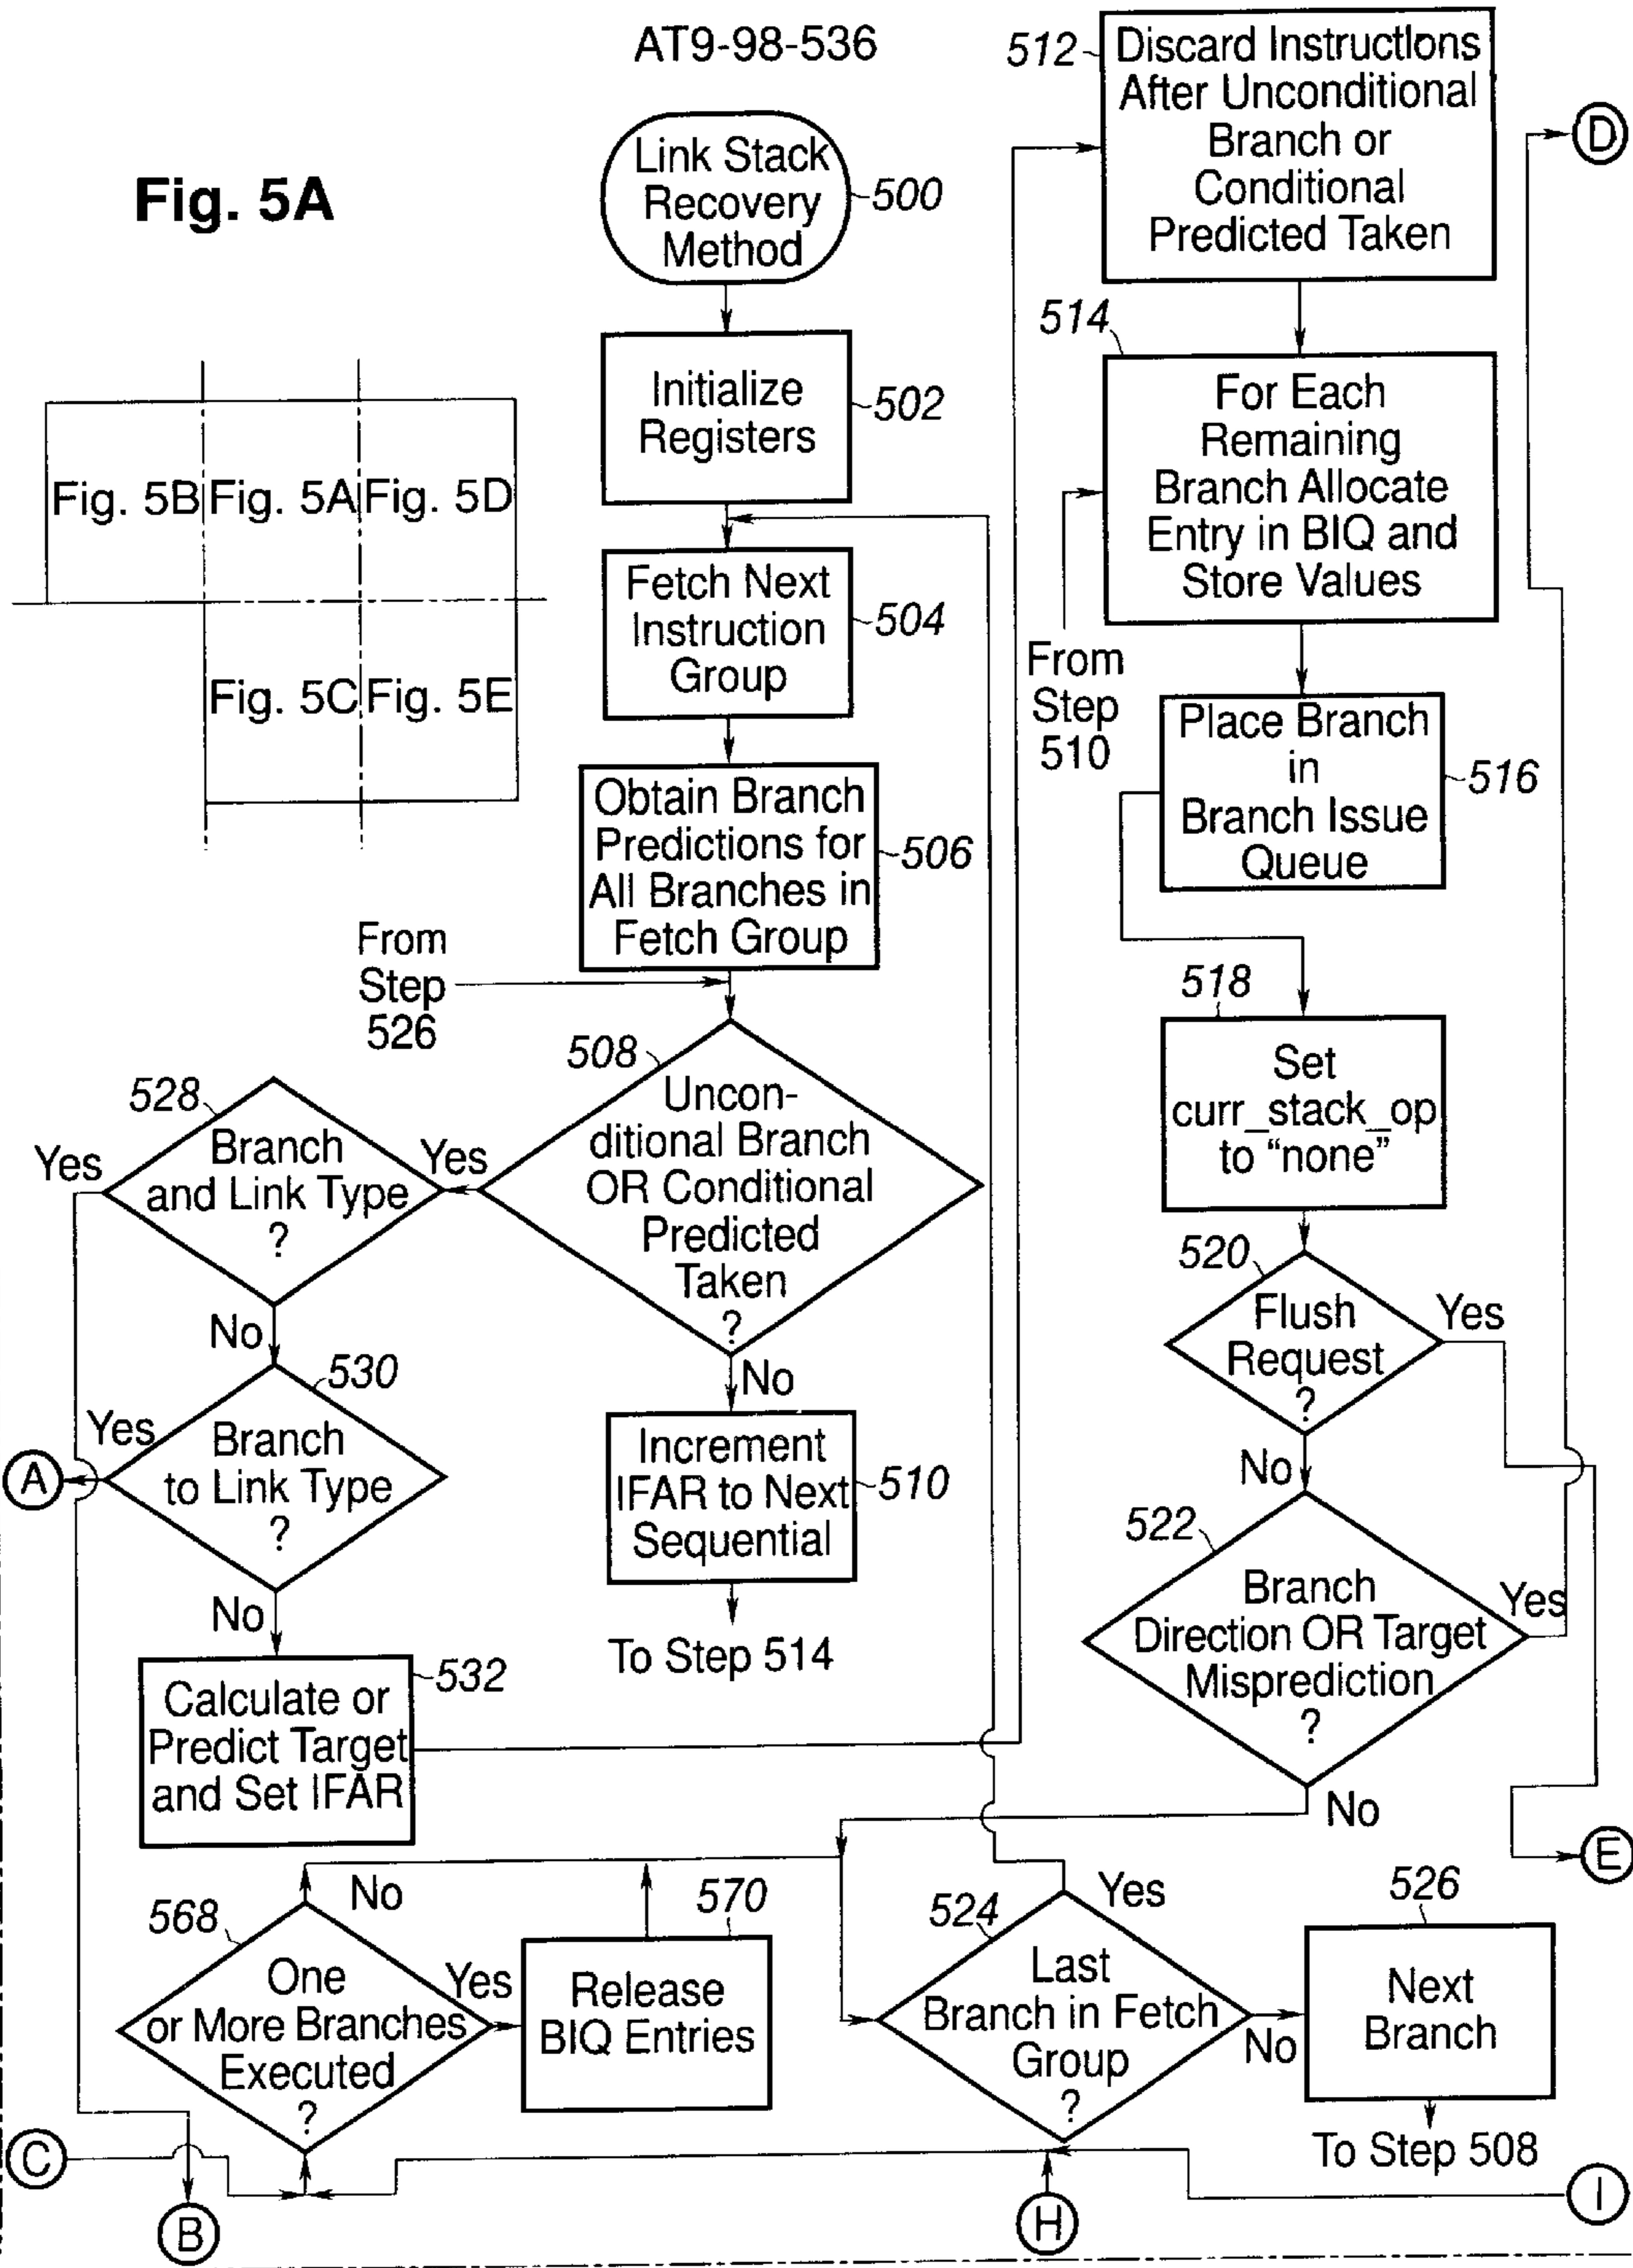 AT9-98-536
Fig. 5A
Fig. 5B
Fig. 5A
Fig. 5D
Fig. 5C
Fig. 5E
Link Stack
Recovery
Method
500
Initialize
Registers
502
Fetch Next
Instruction
Group
504
Obtain Branch
Predictions for
All Branches in
Fetch Group
506
From
Step
526
508
Uncon-
ditional Branch
OR Conditional
Predicted
Taken
?
Yes
No
Increment
IFAR to Next
Sequential
510
To Step 514
528
Branch
and Link Type
?
Yes
No
530
Branch
to Link Type
?
Yes
A
No
Calculate or
Predict Target
and Set IFAR
532
512
Discard Instructions
After Unconditional
Branch or
Conditional
Predicted Taken
D
514
For Each
Remaining
Branch Allocate
Entry in BIQ and
Store Values
From
Step
510
Place Branch
in
Branch Issue
Queue
516
518
Set
curr_stack_op
to “none”
520
Flush
Request
?
Yes
No
522
Branch
Direction OR Target
Misprediction
?
Yes
No
E
568
One
or More Branches
Executed
?
No
Yes
570
Release
BIQ Entries
524
Last
Branch in Fetch
Group
?
Yes
No
526
Next
Branch
To Step 508
C
B
H
I